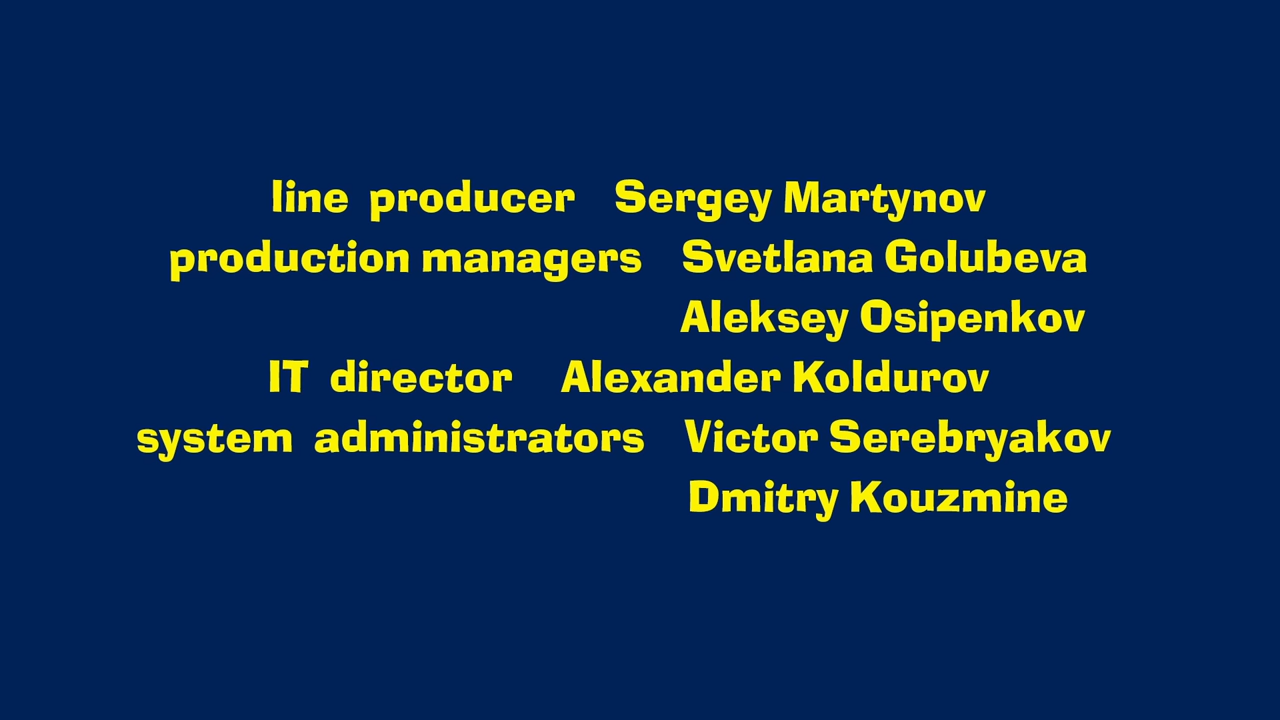 line producer Sergey Martynov
production managers Svetlana Golubeva
Aleksey Osipenkov
IT director Alexander Koldurov
system administrators Victor Serebryakov
Dmitry Kouzmine